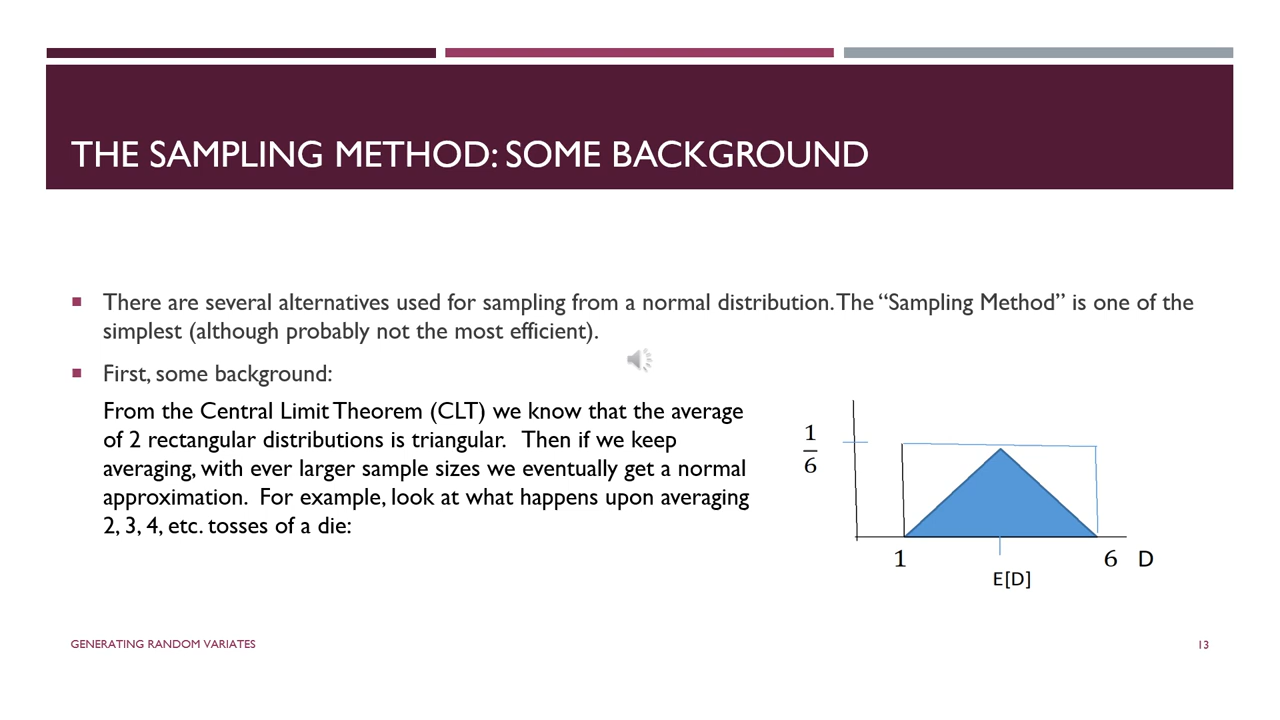 THE SAMPLING METHOD: SOME BACKGROUND
There are several alternatives used for sampling from a normal distribution. The “Sampling Method” is one of the
simplest (although probably not the most efficient).
First, some background:
From the Central Limit Theorem (CLT) we know that the average
of 2 rectangular distributions is triangular. Then if we keep
averaging, with ever larger sample sizes we eventually get a normal
approximation. For example, look at what happens upon averaging
2, 3, 4, etc. tosses of a die:
1
6
1 6 D
E[D]
GENERATING RANDOM VARIATES
13